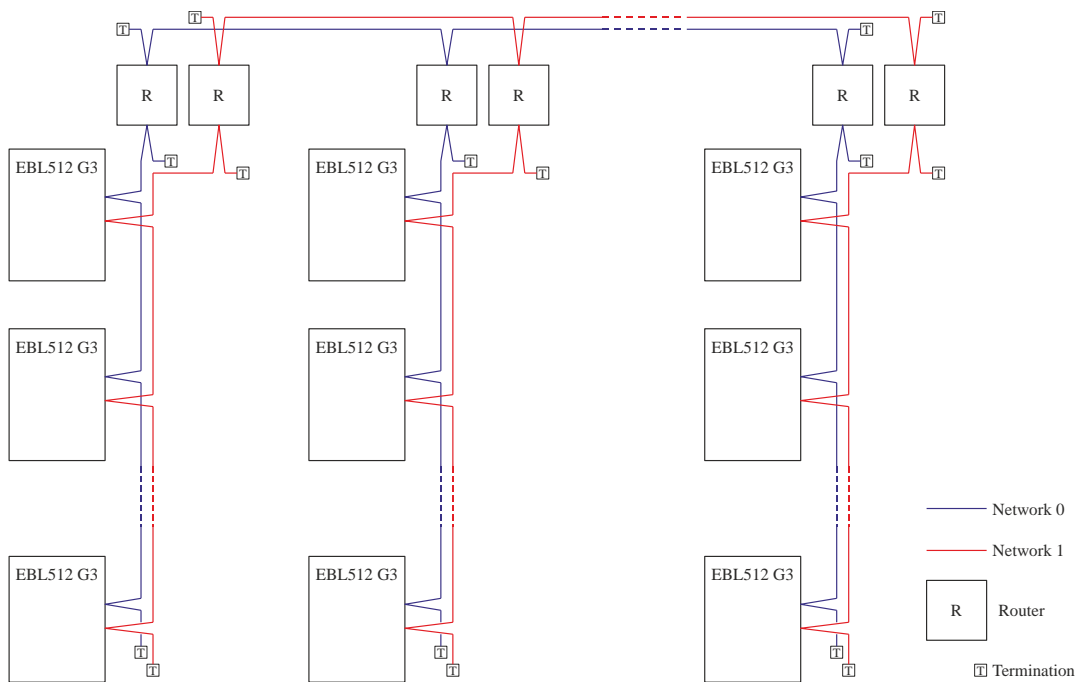 T T
T T
R R R R R R
T T T
T T T
EBL512 G3 EBL512 G3 EBL512 G3
EBL512 G3 EBL512 G3 EBL512 G3
Network 0
Network 1
EBL512 G3 EBL512 G3 EBL512 G3
R Router
T T T
T T T
T Termination